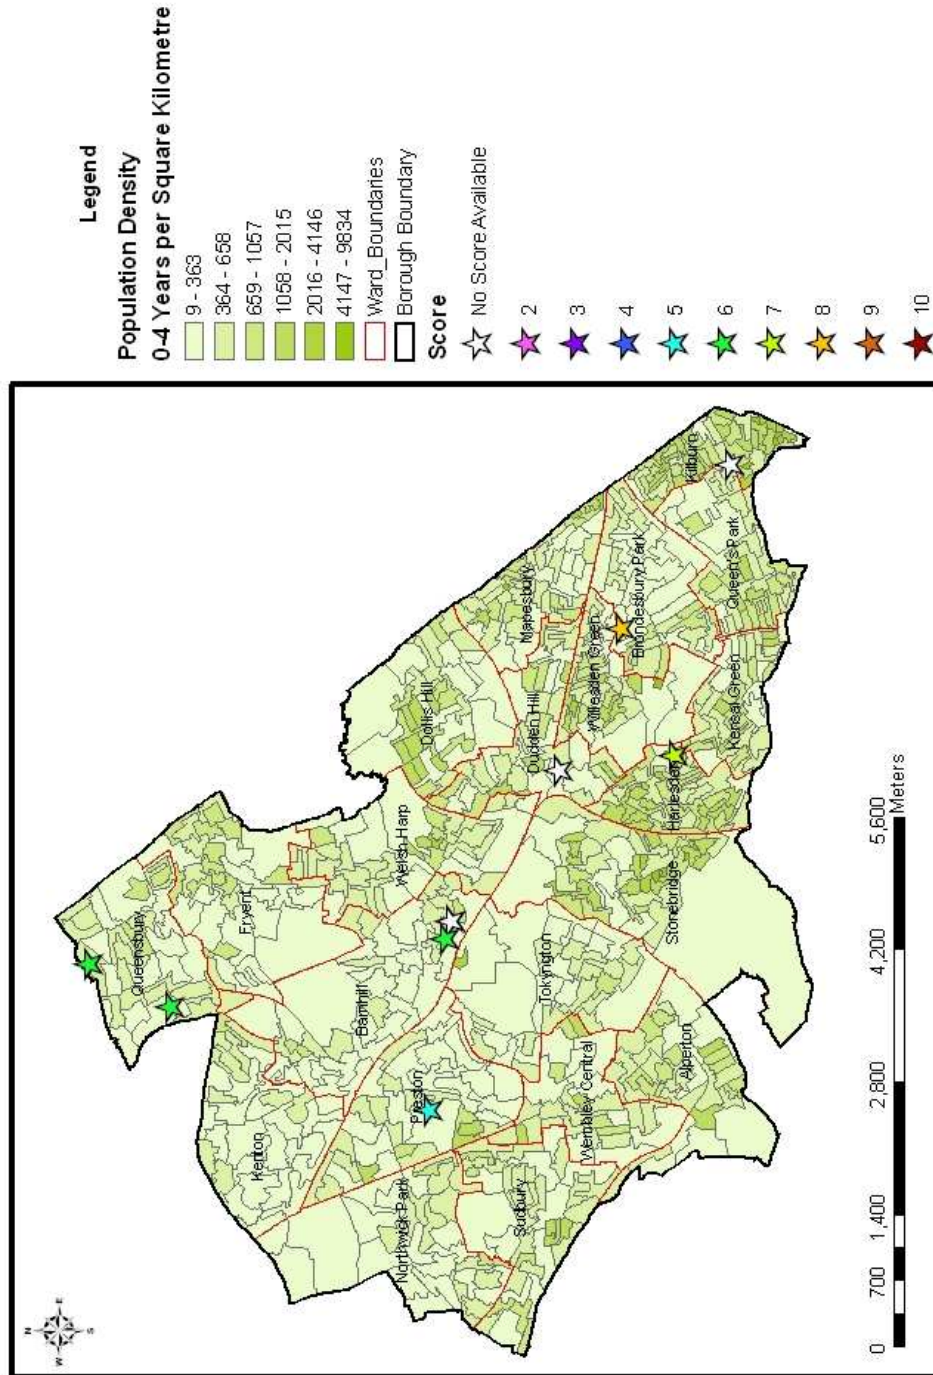 Legend
Population Density
0-4 Years per Square Kilometre
9 - 363
364 - 658
659 - 1057
1058 - 2015
2016 - 4146
4147 - 9834
Ward_Boundaries
Borough Boundary
Score
No Score Available
2
3
4
5
6
7
8
9
10
N
W E
S
Queensbury
Fryent
Kenton
Barnhill
Welsh Harp
Dollis Hill
Preston
Northwick Park
Mapesbury
Dudden Hill
Sudbury
Tokyington
Wembley Central
Willesden Green
Brondesbury Park
Kilburn
Stonebridge
Harlesden
Alperton
Kensal Green
Queen's Park
0 700 1,400 2,800 4,200 5,600
Meters